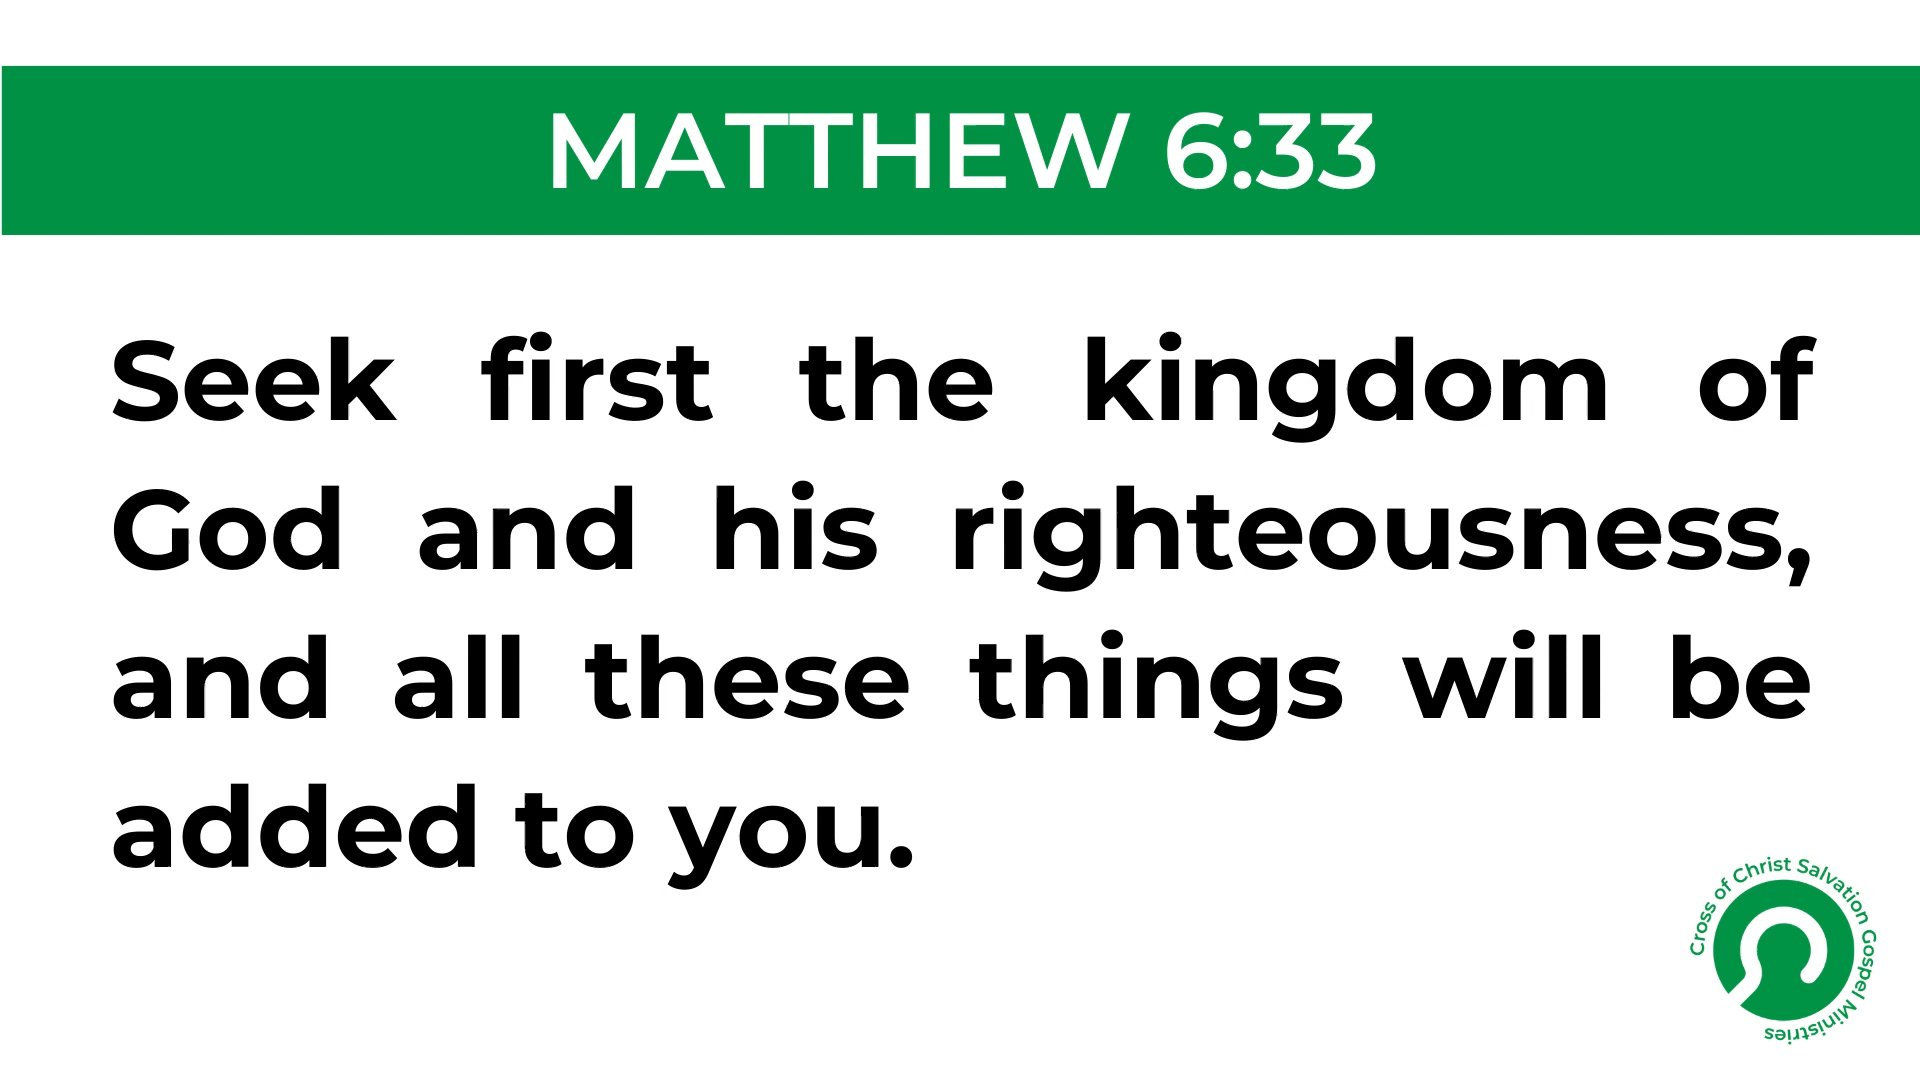 MATTHEW 6:33
Seek first the kingdom of
God and his righteousness,
and all these things will be
added to you.
Cross of Christ Salvation Gospel Ministries